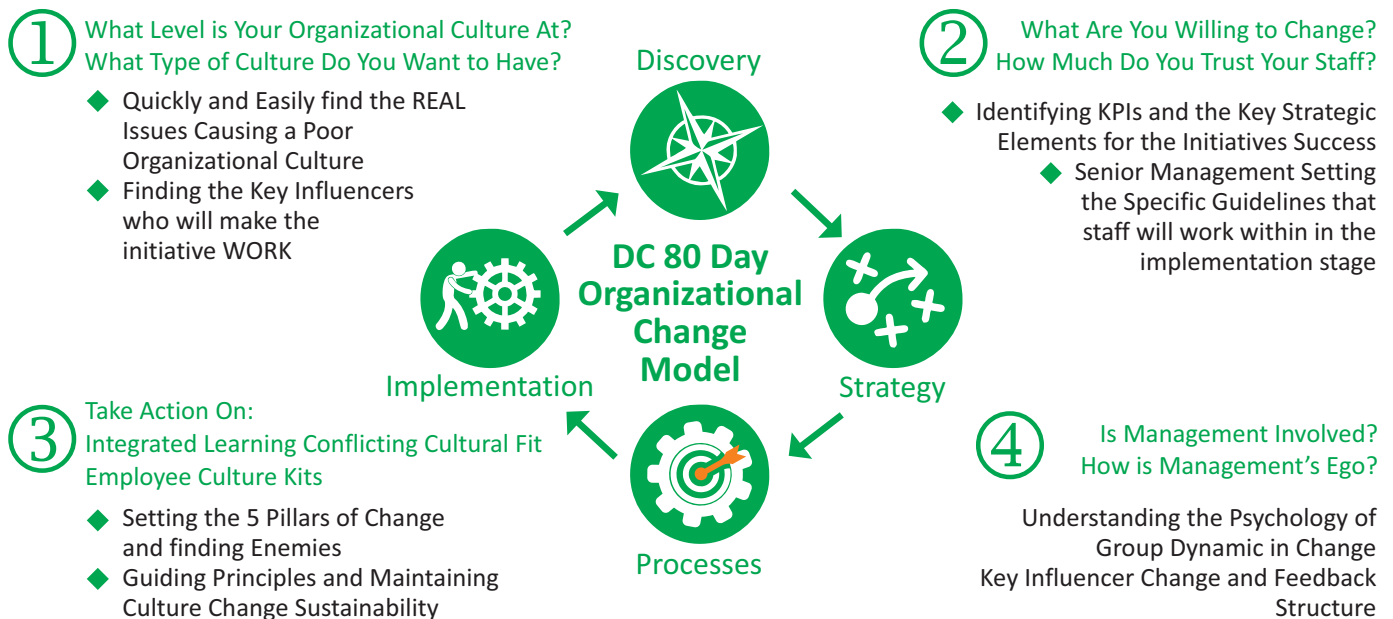 1
What Level is Your Organizational Culture At?
What Type of Culture Do You Want to Have?
Quickly and Easily find the REAL
Issues Causing a Poor
Organizational Culture
Finding the Key Influencers
who will make the
initiative WORK
Discovery
2
What Are You Willing to Change?
How Much Do You Trust Your Staff?
Identifying KPIs and the Key Strategic
Elements for the Initiatives Success
Senior Management Setting
the Specific Guidelines that
staff will work within in the
implementation stage
DC 80 Day
Organizational
Change
Model
Implementation
Strategy
Processes
3
Take Action On:
Integrated Learning Conflicting Cultural Fit
Employee Culture Kits
Setting the 5 Pillars of Change
and finding Enemies
Guiding Principles and Maintaining
Culture Change Sustainability
4
Is Management Involved?
How is Management's Ego?
Understanding the Psychology of
Group Dynamic in Change
Key Influencer Change and Feedback
Structure